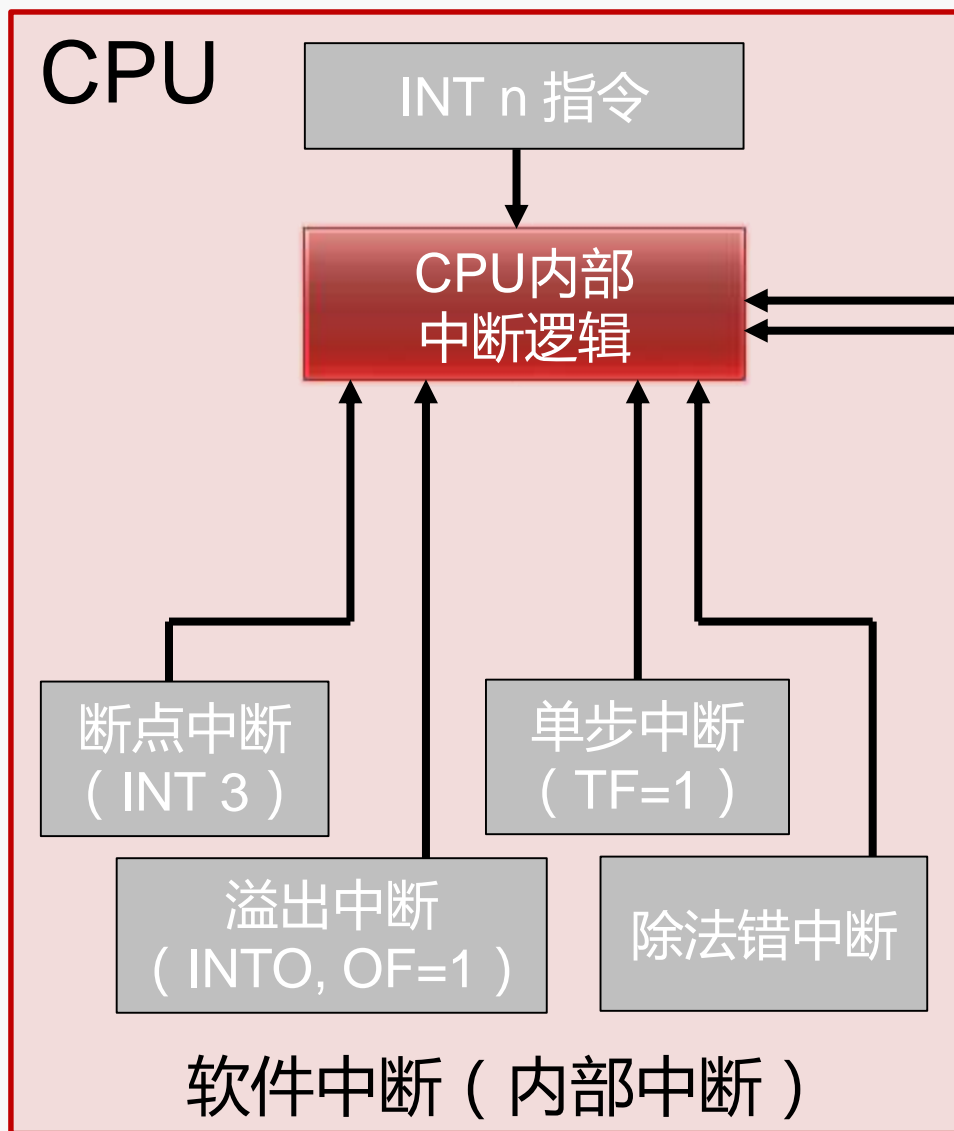 CPU
INT n 指令
CPU内部
中断逻辑
断点中断
（ INT 3 ）
单步中断
（ TF=1 ）
溢出中断
（ INTO, OF=1 ）
除法错中断
软件中断（ 内部中断 ）